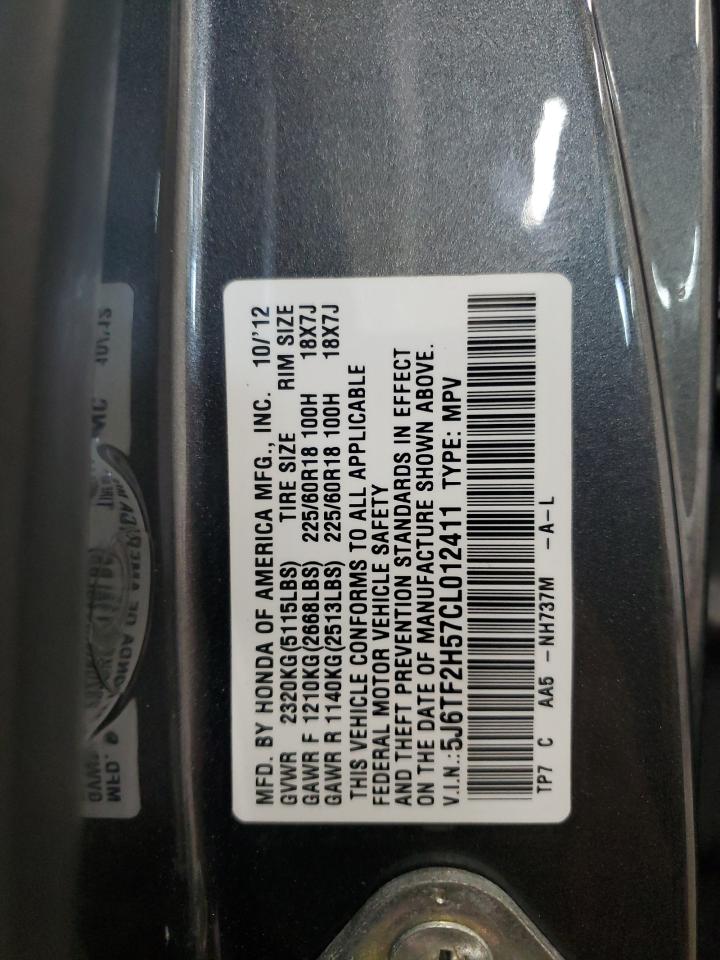 MFD. BY HONDA OF AMERICA MFG., INC. 10/'12
GVWR 2320KG(5115LBS) TIRE SIZE RIM SIZE
GAWR F 1210KG(2668LBS) 225/60R18 100H 18X7J
GAWR R 1140KG(2513LBS) 225/60R18 100H 18X7J
THIS VEHICLE CONFORMS TO ALL APPLICABLE
FEDERAL MOTOR VEHICLE SAFETY
AND THEFT PREVENTION STANDARDS IN EFFECT
ON THE DATE OF MANUFACTURE SHOWN ABOVE.
V.I.N.:5J6TF2H57CL012411 TYPE: MPV
TP7 C AA5 -NH737M -A-L